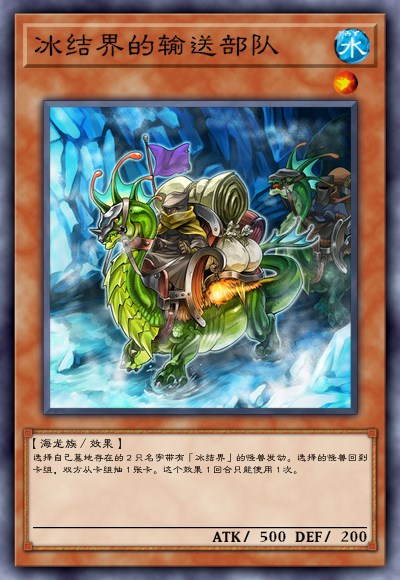 冰结界的输送部队
水
【海龙族／效果】
选择自己墓地存在的２只名字带有「冰结界」的怪兽发动。选择的怪兽回到
卡组，双方从卡组抽１张卡。这个效果１回合只能使用１次。
ATK/ 500 DEF/ 200